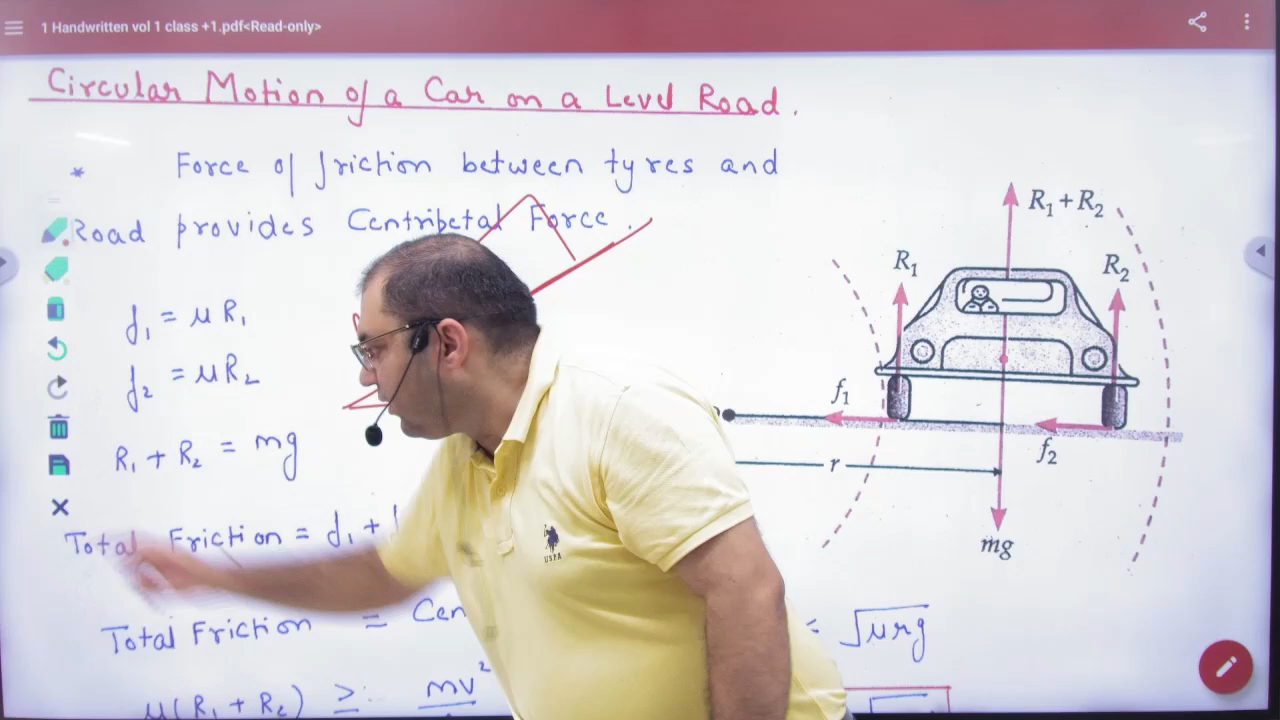 1 Handwritten vol 1 class +1.pdf<Read-only>
Circular Motion of a Car on a Level Road.
* Force of friction between tyres and
Road provides Centripetal Force.
f₁ = μR₁
f₂ = μR₂
R₁ + R₂ = mg
Total Friction = f₁ +
Total Friction = Cen
μ(R₁ + R₂) ≥ mv²
√μrg
R₁ + R₂
R₁
R₂
f₁
f₂
r
mg
USPA